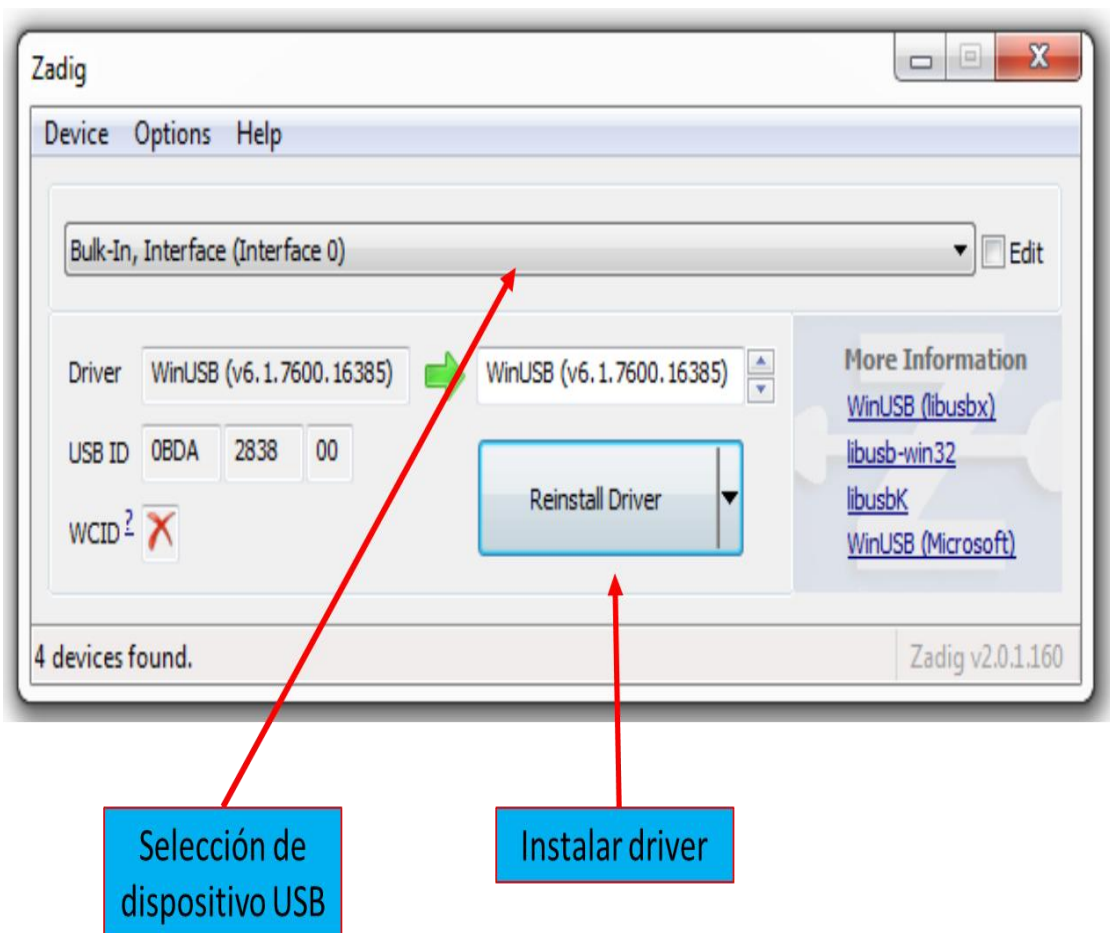 Zadig
Device Options Help
Bulk-In, Interface (Interface 0)
Edit
Driver WinUSB (v6.1.7600.16385) WinUSB (v6.1.7600.16385)
USB ID 0BDA 2838 00
WCID ?
Reinstall Driver
More Information
WinUSB (libusbx)
libusb-win32
libusbK
WinUSB (Microsoft)
4 devices found.
Zadig v2.0.1.160
Selección de
dispositivo USB
Instalar driver